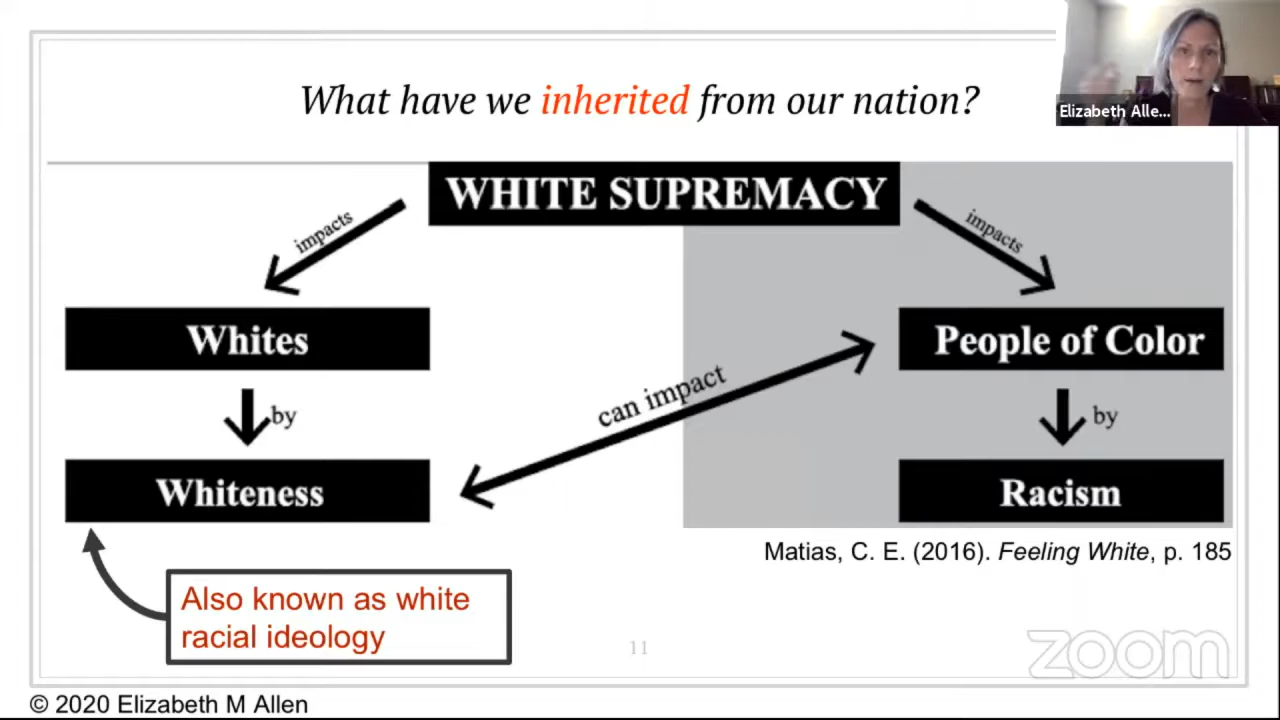 What have we inherited from our nation?
Elizabeth Alle...
WHITE SUPREMACY
impacts
impacts
Whites
People of Color
can impact
by
by
Whiteness
Racism
Matias, C. E. (2016). Feeling White, p. 185
Also known as white
racial ideology
11
zoom
© 2020 Elizabeth M Allen